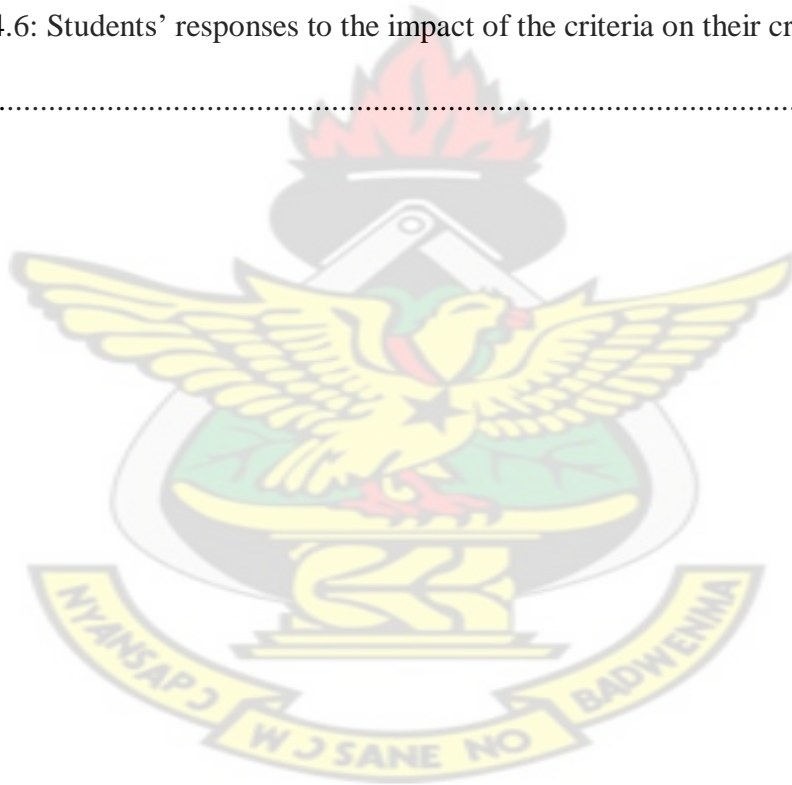 4.6: Students’ responses to the impact of the criteria on their cr
................................................................................
NYANSAPƆ
WƆSANE NO
BADWENMA